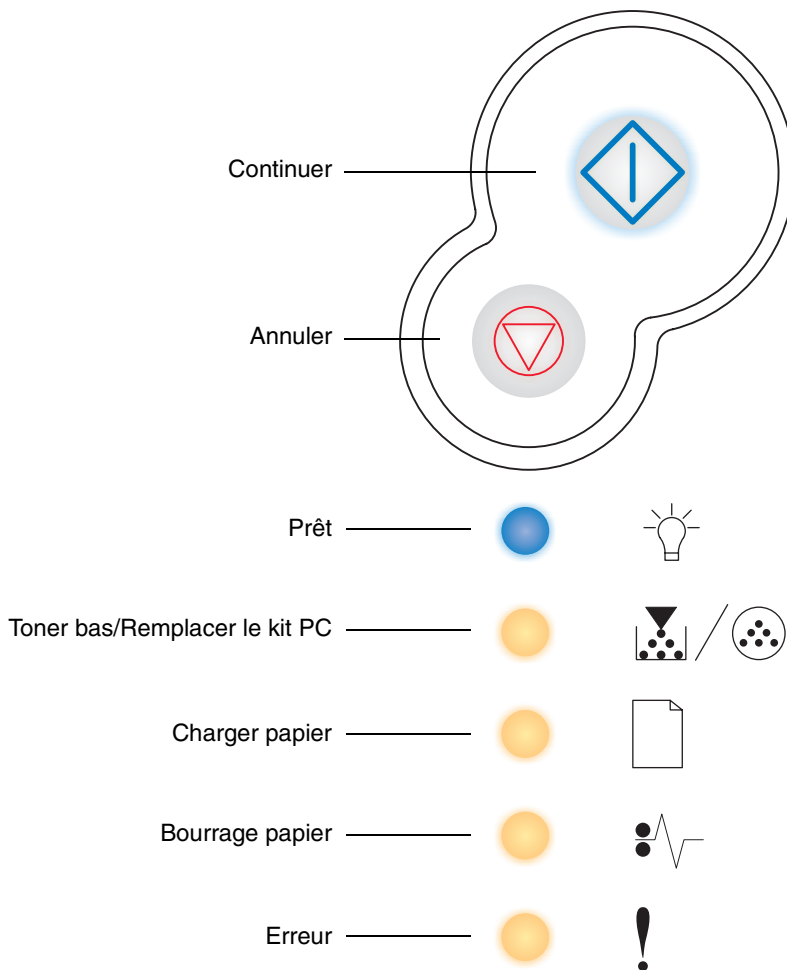 Continuer
Annuler
Prêt
Toner bas/Remplacer le kit PC
Charger papier
Bourrage papier
Erreur